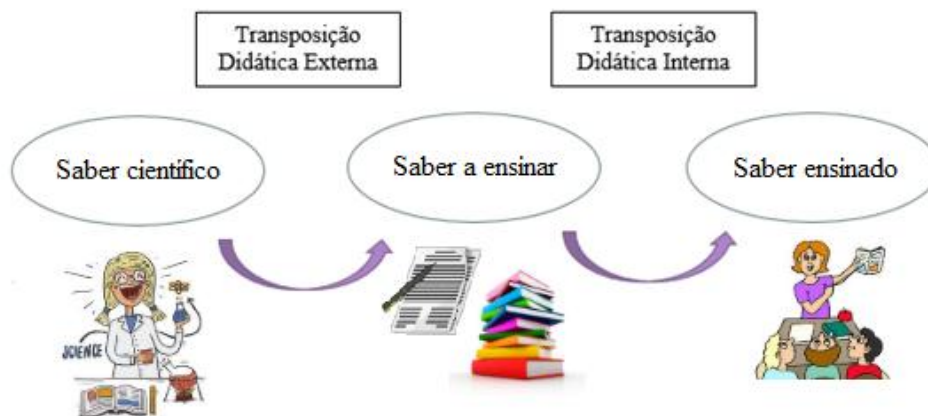 Transposição
Didática Externa
Transposição
Didática Interna
Saber científico
Saber a ensinar
Saber ensinado
SCIENCE